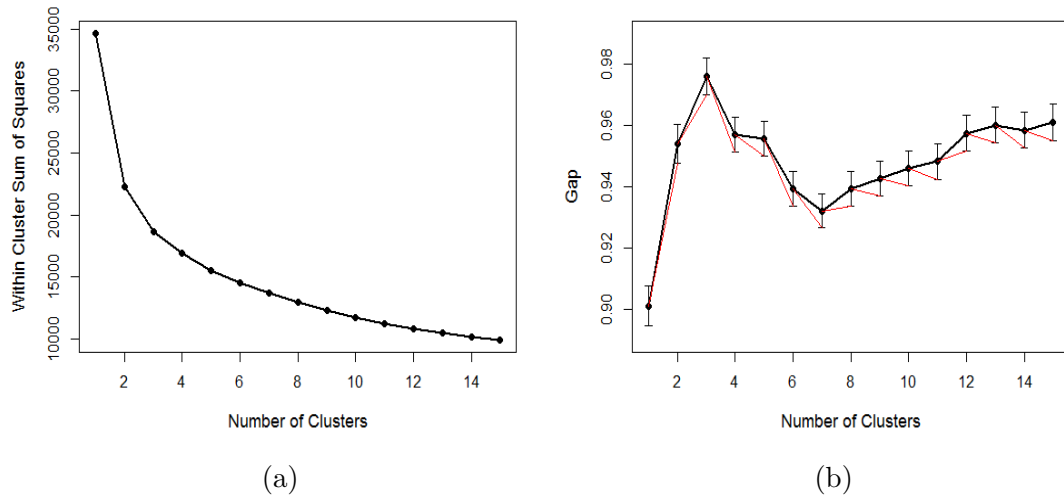 Within Cluster Sum of Squares
35000
30000
25000
20000
15000
10000
2 4 6 8 10 12 14
Number of Clusters
(a)
Gap
0.98
0.96
0.94
0.92
0.90
2 4 6 8 10 12 14
Number of Clusters
(b)